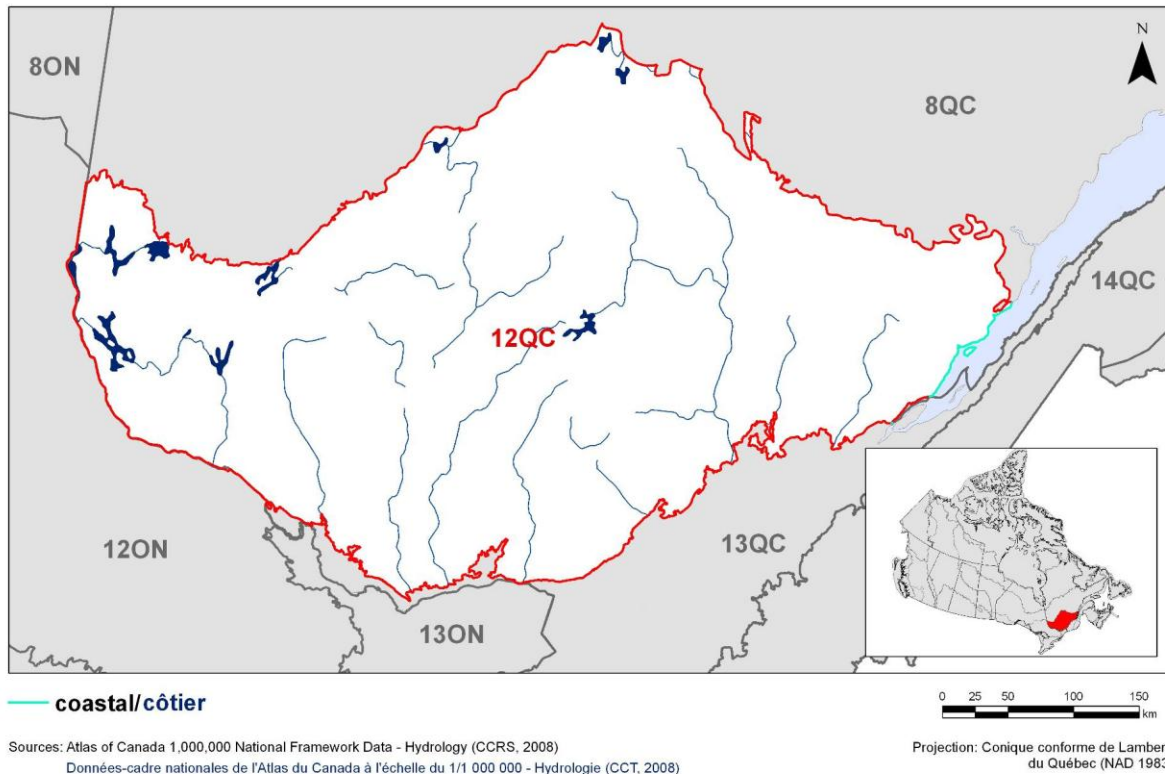 N
8ON
8QC
14QC
12QC
12ON
13QC
13ON
coastal/côtier
0 25 50 100 150
km
Sources: Atlas of Canada 1,000,000 National Framework Data - Hydrology (CCRS, 2008)
Données-cadre nationales de l'Atlas du Canada à l'échelle du 1/1 000 000 - Hydrologie (CCT, 2008)
Projection: Conique conforme de Lamber
du Québec (NAD 1983